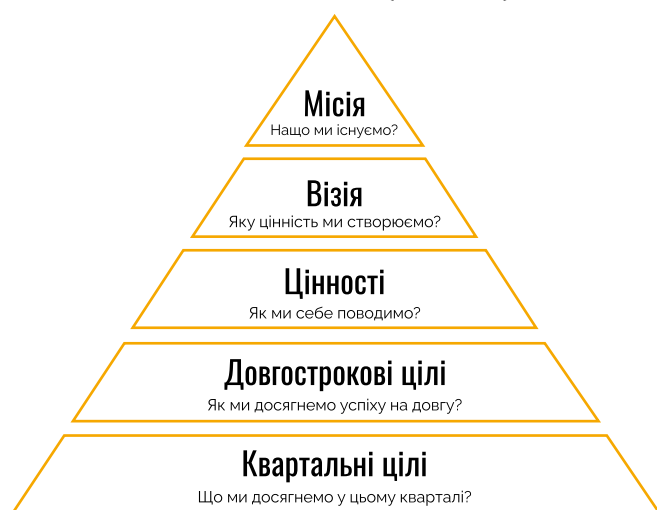 Місія
Нащо ми існуємо?
Візія
Яку цінність ми створюємо?
Цінності
Як ми себе поводимо?
Довгострокові цілі
Як ми досягнемо успіху на довгу?
Квартальні цілі
Що ми досягнемо у цьому кварталі?